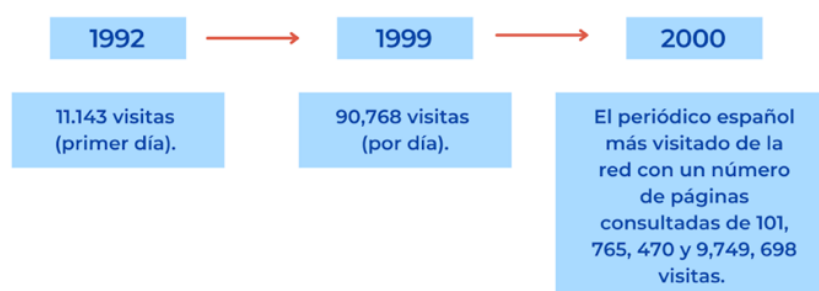 1992
1999
2000
11.143 visitas
(primer día).
90,768 visitas
(por día).
El periódico español
más visitado de la
red con un número
de páginas
consultadas de 101,
765, 470 y 9,749, 698
visitas.